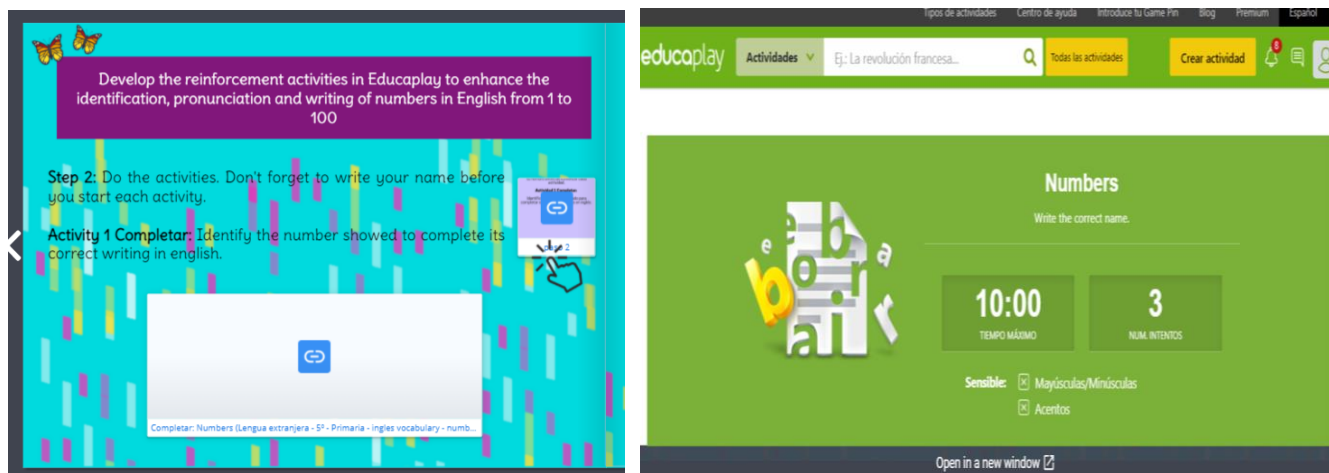 Develop the reinforcement activities in Educaplay to enhance the
identification, pronunciation and writing of numbers in English from 1 to
100
Step 2: Do the activities. Don't forget to write your name before
you start each activity.
Activity 1 Completar: Identify the number showed to complete its
correct writing in english.
Completar: Numbers (Lengua extranjera - 5º - Primaria - ingles vocabulary - numb...
Tipos de actividades Centro de ayuda Introduce tu Game Pin Blog Premium Español
educaplay Actividades Ej.: La revolución francesa... Todas las actividades Crear actividad 8
Numbers
Write the correct name.
10:00 3
TIEMPO MÁXIMO NUM. INTENTOS
Sensible: Mayúsculas/Minúsculas
Acentos
Open in a new window